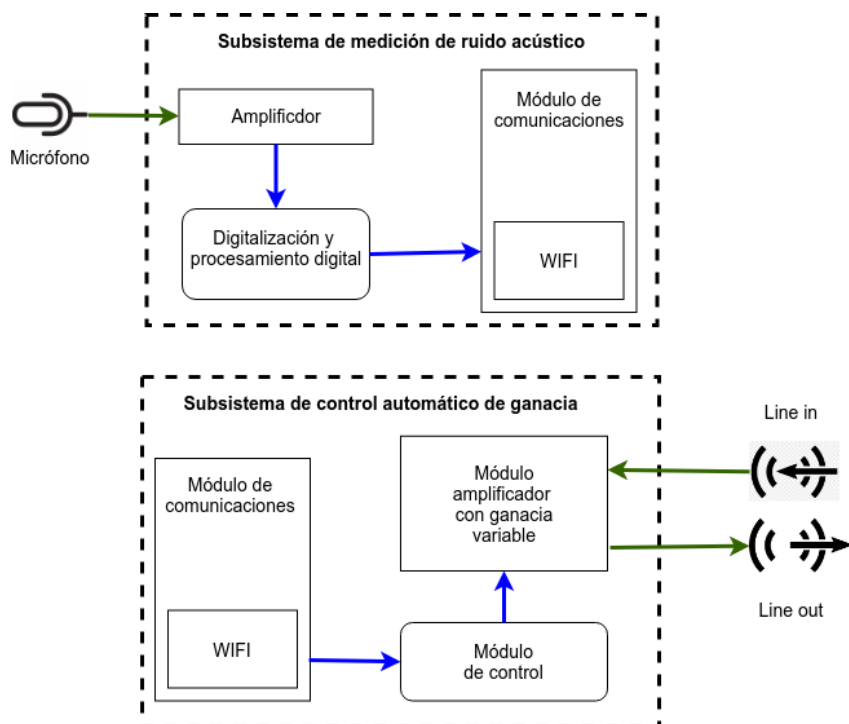 Subsistema de medición de ruido acústico
Micrófono
Amplificdor
Digitalización y
procesamiento digital
Módulo de
comunicaciones
WIFI
Subsistema de control automático de ganacia
Módulo de
comunicaciones
WIFI
Módulo
amplificador
con ganacia
variable
Módulo
de control
Line in
Line out